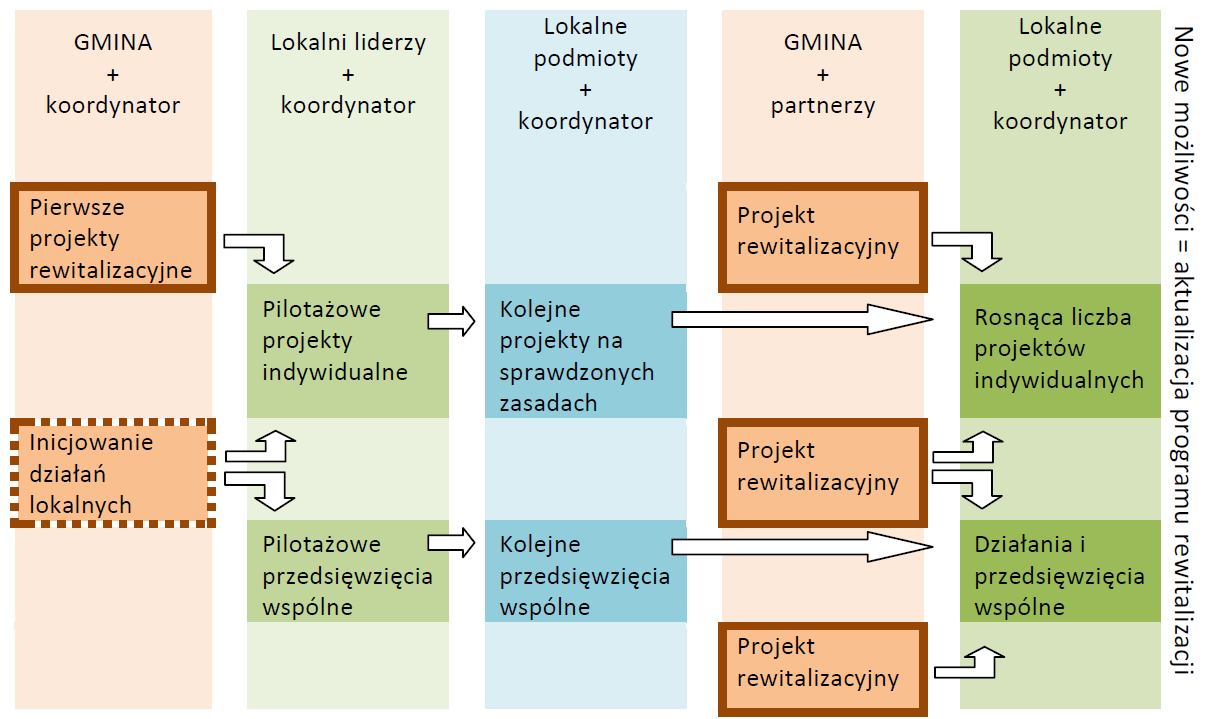 GMINA
+
koordynator
Lokalni liderzy
+
koordynator
Lokalne
podmioty
+
koordynator
GMINA
+
partnerzy
Lokalne
podmioty
+
koordynator
Pierwsze
projekty
rewitalizacyjne
Inicjowanie
działań
lokalnych
Pilotażowe
projekty
indywidualne
Pilotażowe
przedsięwzięcia
wspólne
Kolejne
projekty na
sprawdzonych
zasadach
Kolejne
przedsięwzięcia
wspólne
Projekt
rewitalizacyjny
Projekt
rewitalizacyjny
Projekt
rewitalizacyjny
Rosnąca liczba
projektów
indywidualnych
Działania i
przedsięwzięcia
wspólne
Nowe możliwości = aktualizacja programu rewitalizacji